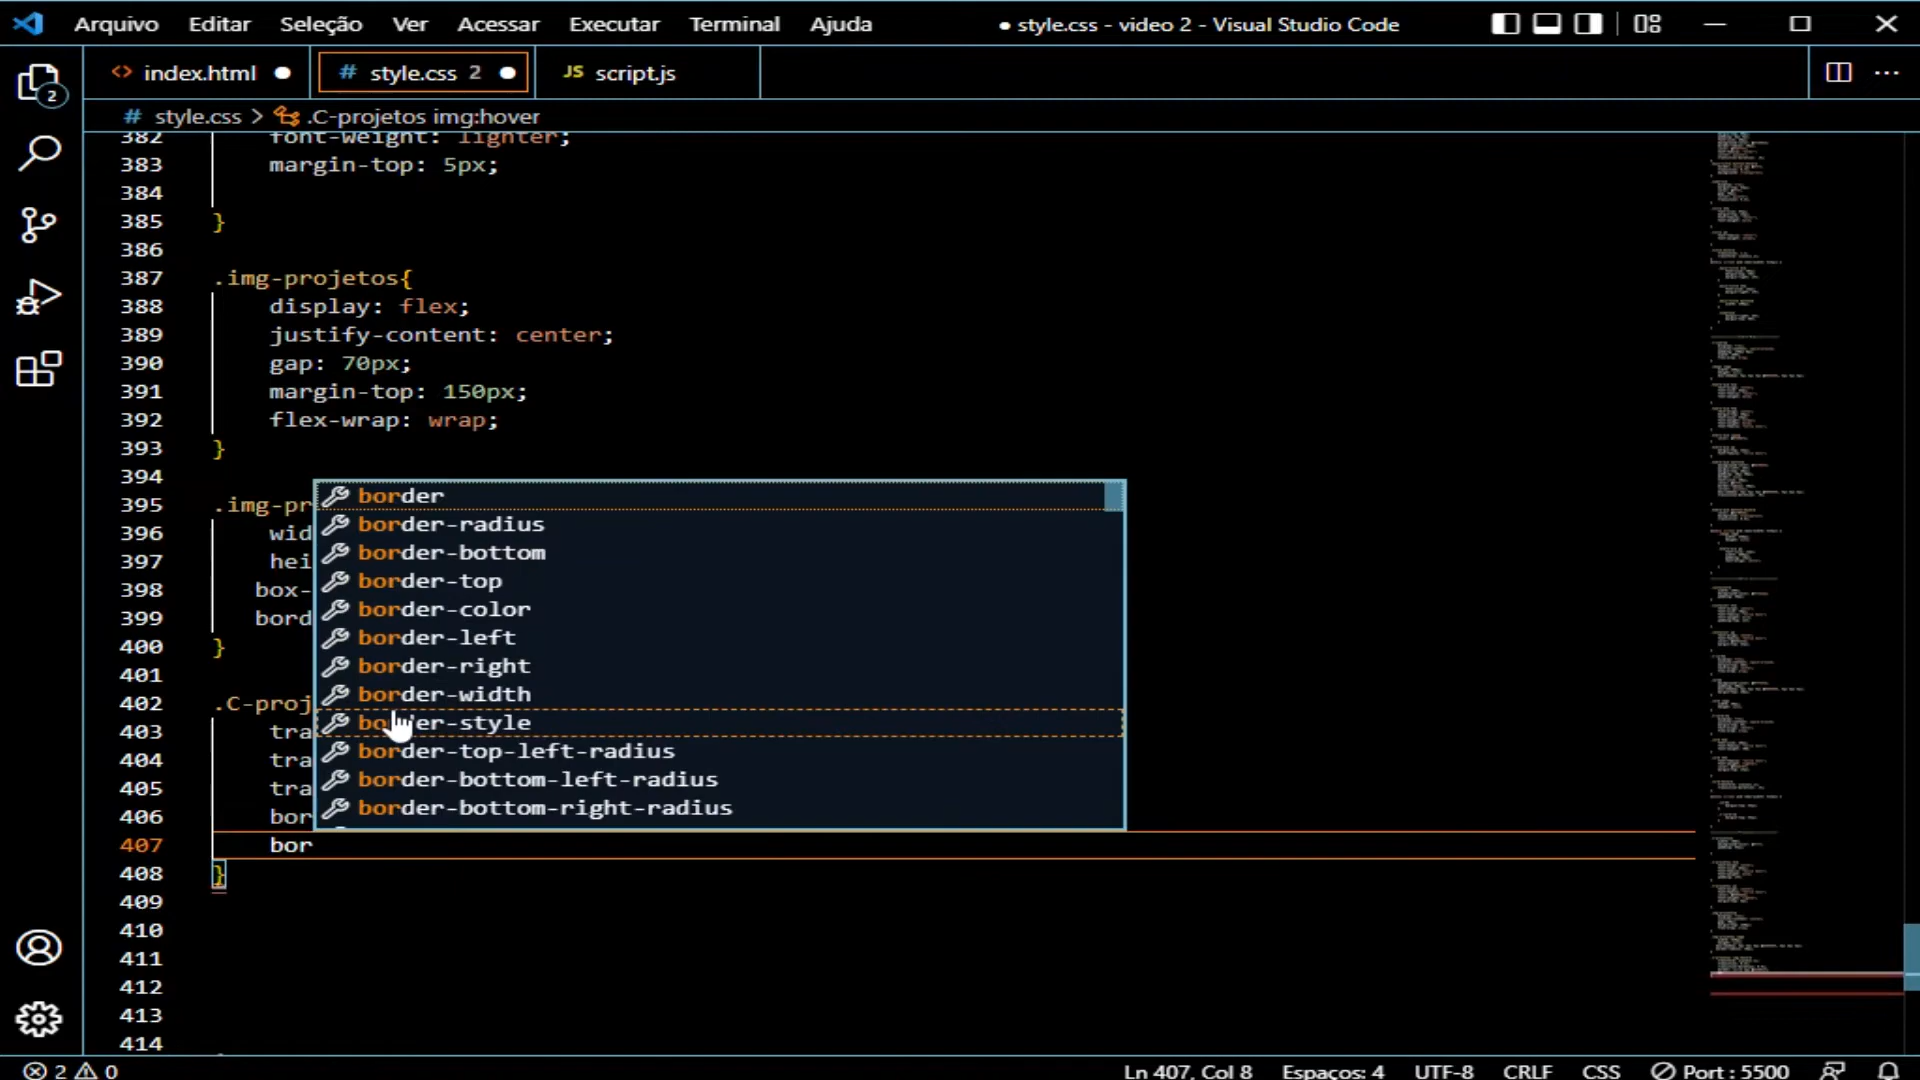 Arquivo Editar Seleção Ver Acessar Executar Terminal Ajuda
● style.css - video 2 - Visual Studio Code
<> index.html ●
# style.css 2 ●
JS script.js
2
# style.css > .C-projetos img:hover
382 font-weight: lighter;
383 margin-top: 5px;
384
385 }
386
387 .img-projetos{
388 display: flex;
389 justify-content: center;
390 gap: 70px;
391 margin-top: 150px;
392 flex-wrap: wrap;
393 }
394
395 .img-pr
396 wid
397 hei
398 box-
399 bord
400 }
401
402 .C-proj
403 tra
404 tra
405 tra
406 bor
407 bor
408 }
409
410
411
412
413
414
border
border-radius
border-bottom
border-top
border-color
border-left
border-right
border-width
border-style
border-top-left-radius
border-bottom-left-radius
border-bottom-right-radius
2 0
Ln 407, Col 8 Espaços: 4 UTF-8 CRLF CSS Port : 5500